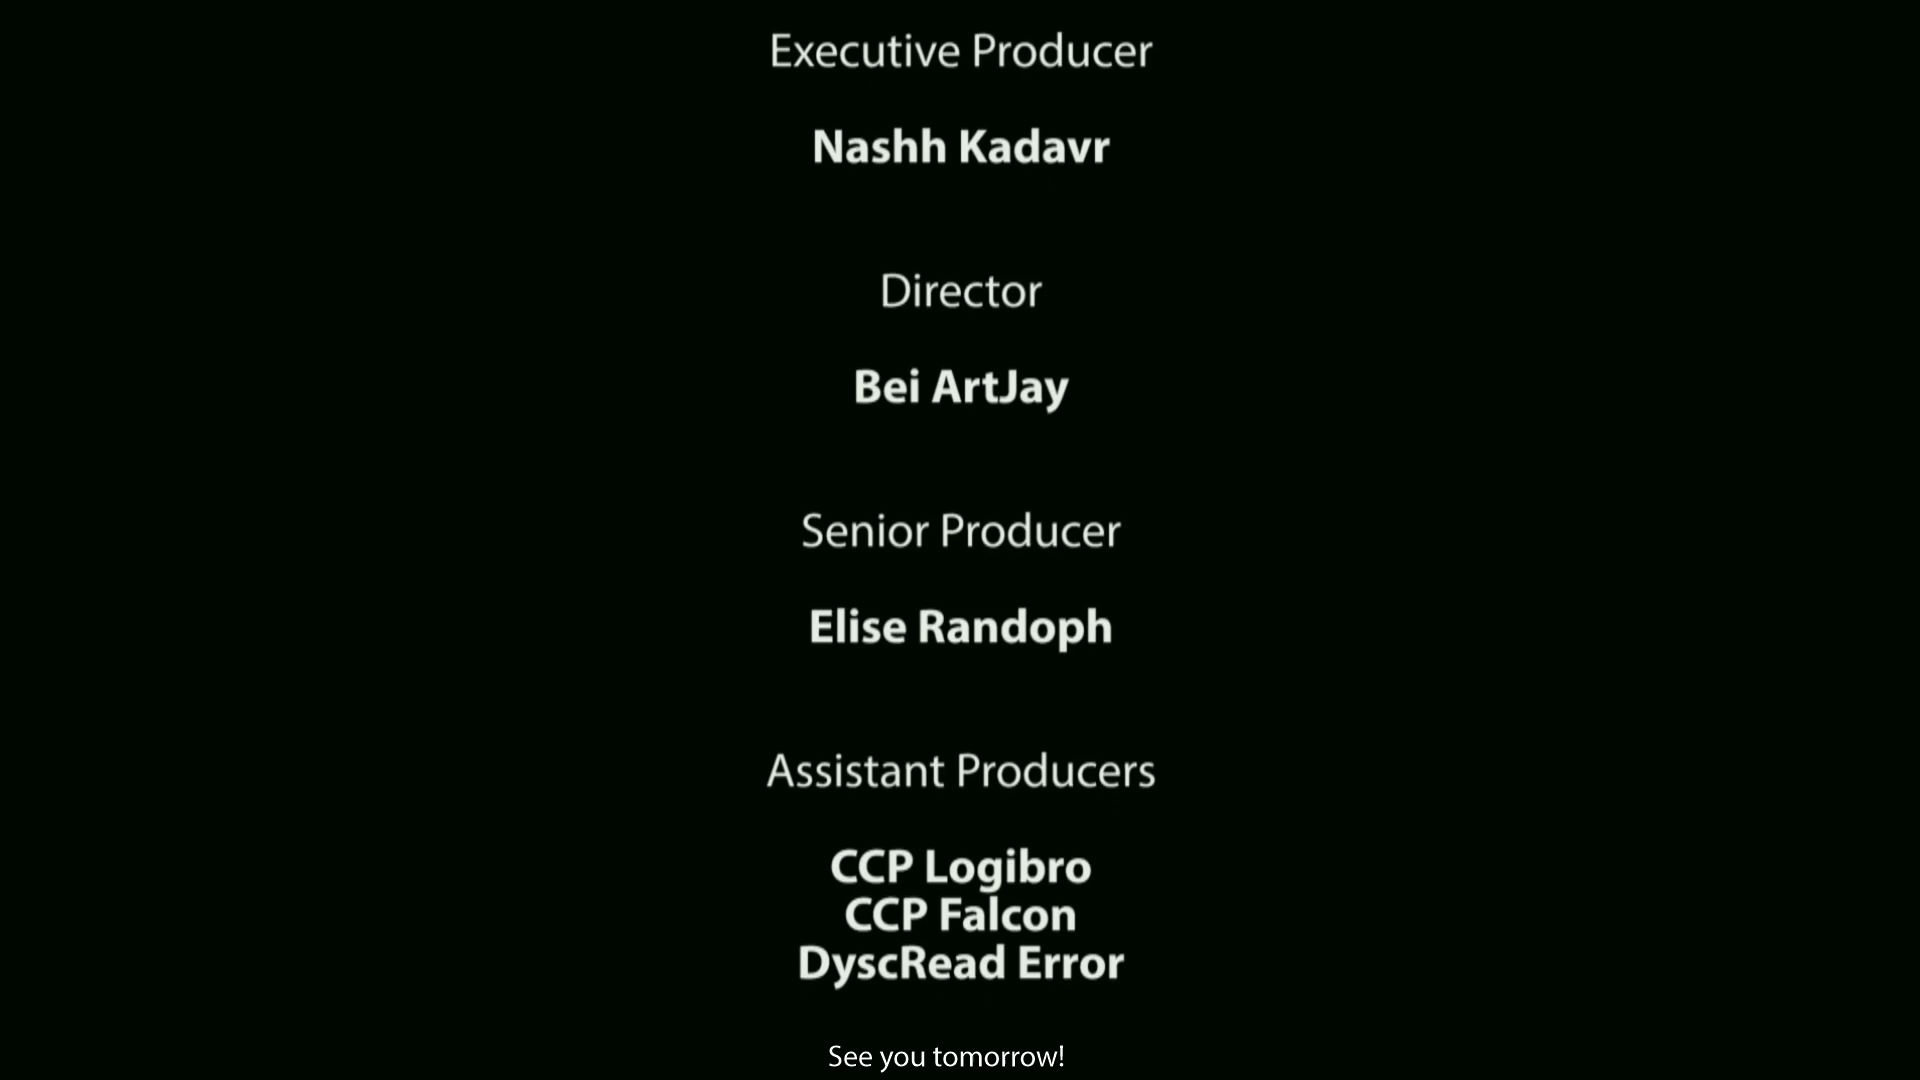 Executive Producer
Nashh Kadavr
Director
Bei ArtJay
Senior Producer
Elise Randoph
Assistant Producers
CCP Logibro
CCP Falcon
DyscRead Error
See you tomorrow!